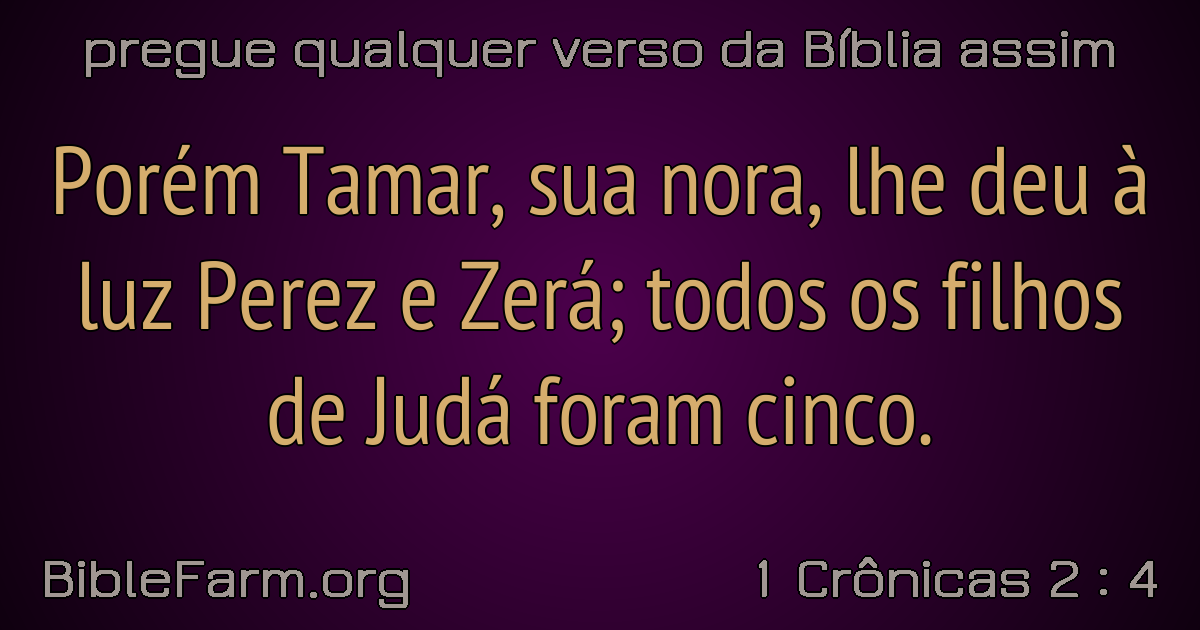 pregue qualquer verso da Bíblia assim
Porém Tamar, sua nora, lhe deu à
luz Perez e Zerá; todos os filhos
de Judá foram cinco.
BibleFarm.org
1 Crônicas 2 : 4